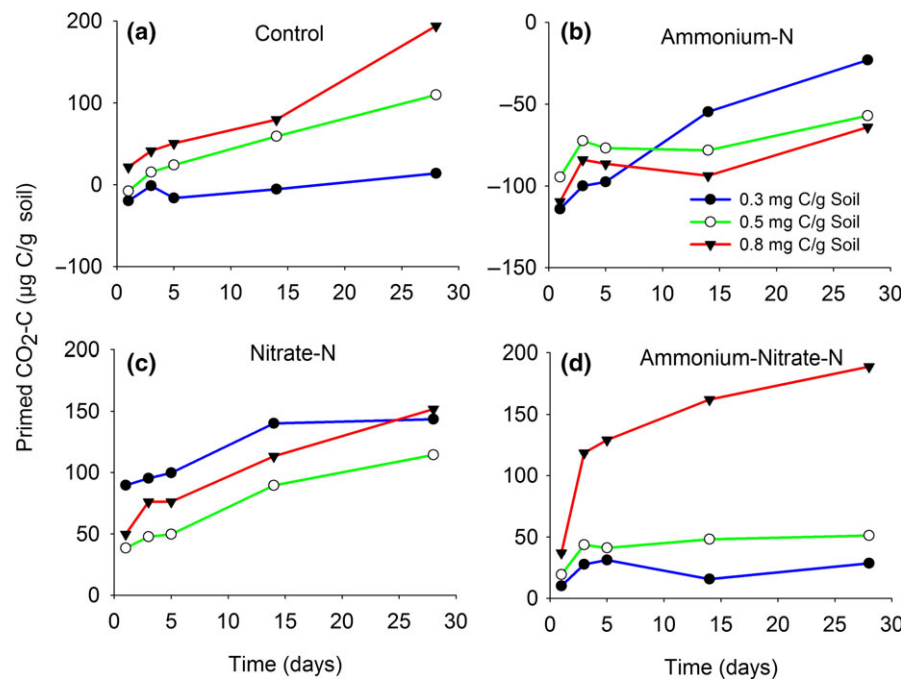 (a)
Control
200
100
0
−100
0 5 10 15 20 25 30
(b)
Ammonium-N
−0
−50
−100
−150
0.3 mg C/g Soil
0.5 mg C/g Soil
0.8 mg C/g Soil
0 5 10 15 20 25 30
Primed CO2-C (µg C/g soil)
(c)
Nitrate-N
200
150
100
50
0
0 5 10 15 20 25 30
Time (days)
(d)
Ammonium-Nitrate-N
200
150
100
50
0
0 5 10 15 20 25 30
Time (days)